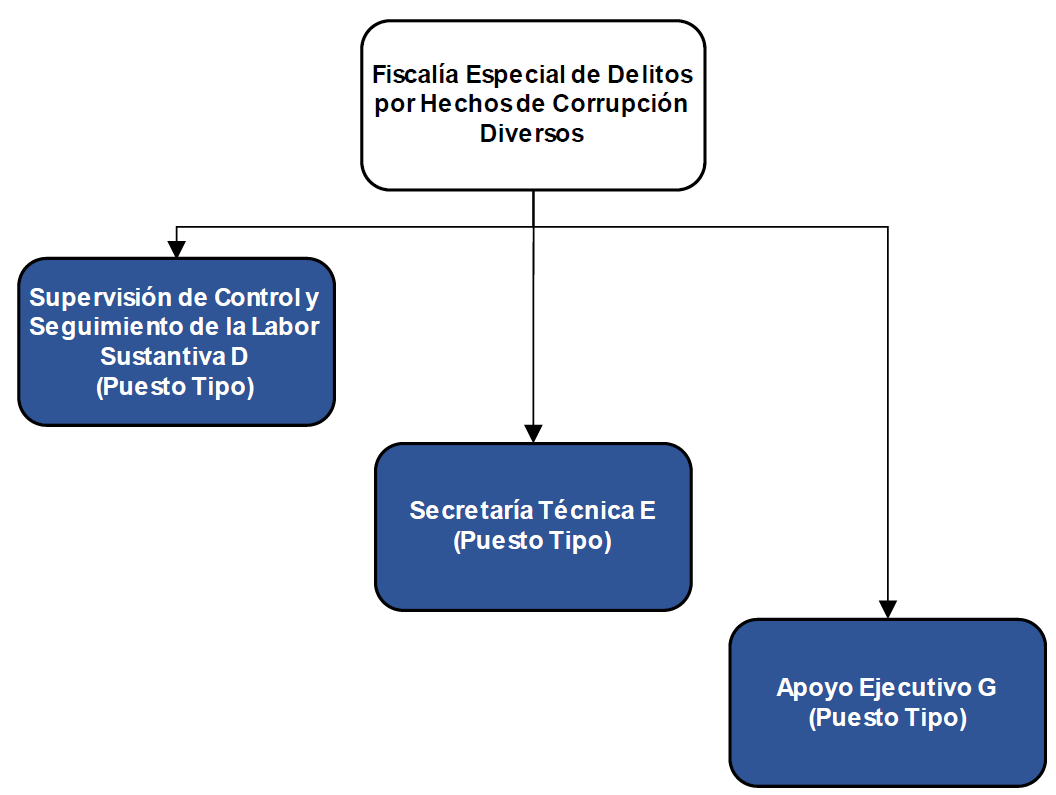 Fiscalía Especial de Delitos
por Hechos de Corrupción
Diversos
Supervisión de Control y
Seguimiento de la Labor
Sustantiva D
(Puesto Tipo)
Secretaría Técnica E
(Puesto Tipo)
Apoyo Ejecutivo G
(Puesto Tipo)